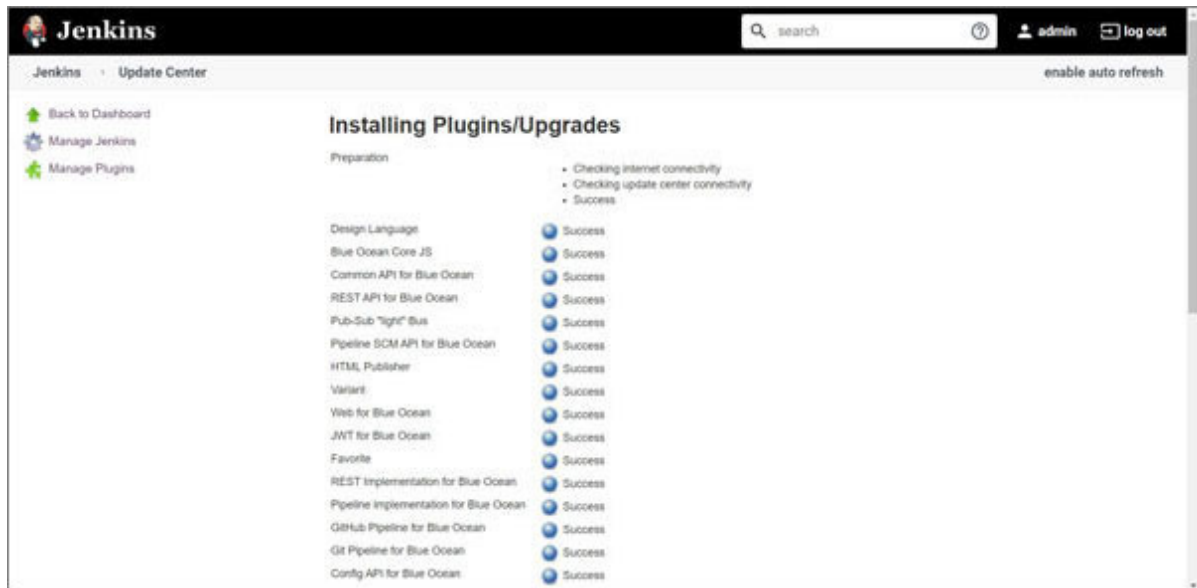 Jenkins
search
admin
log out
Jenkins
Update Center
enable auto refresh
Back to Dashboard
Manage Jenkins
Manage Plugins
Installing Plugins/Upgrades
Preparation
Checking internet connectivity
Checking update center connectivity
Success
Design Language Success
Blue Ocean Core JS Success
Common API for Blue Ocean Success
REST API for Blue Ocean Success
Pub-Sub "light" Bus Success
Pipeline SCM API for Blue Ocean Success
HTML Publisher Success
Variant Success
Web for Blue Ocean Success
JWT for Blue Ocean Success
Favorite Success
REST Implementation for Blue Ocean Success
Pipeline implementation for Blue Ocean Success
GitHub Pipeline for Blue Ocean Success
Git Pipeline for Blue Ocean Success
Config API for Blue Ocean Success